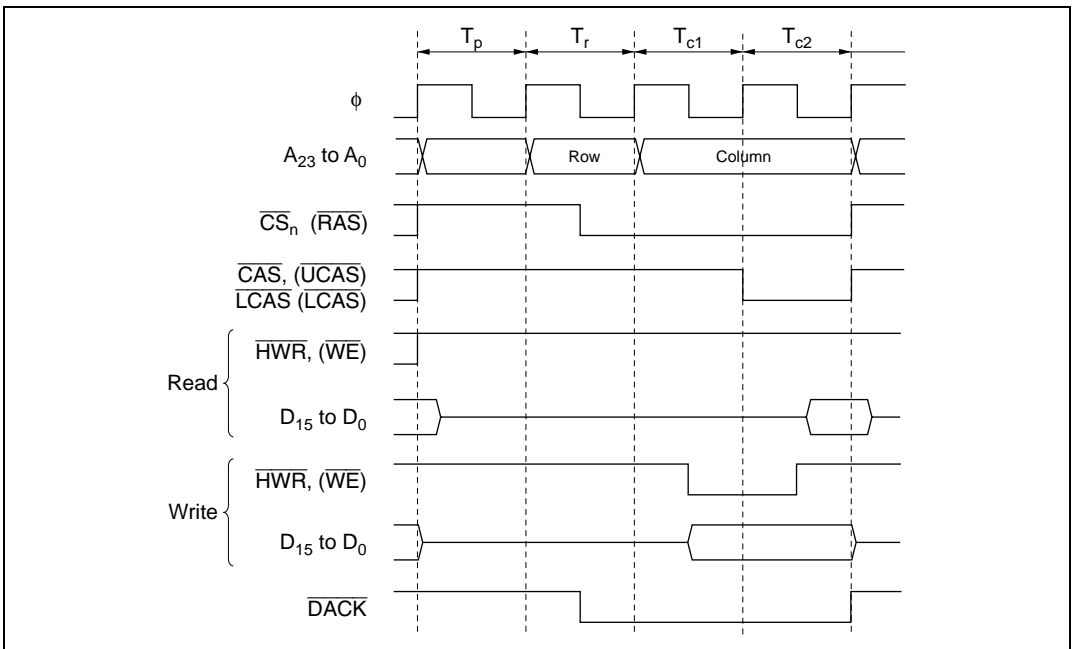 Tp Tr Tc1 Tc2
ϕ
A23 to A0 Row Column
CSn (RAS)
CAS, (UCAS)
LCAS (LCAS)
HWR, (WE)
Read
D15 to D0
HWR, (WE)
Write
D15 to D0
DACK